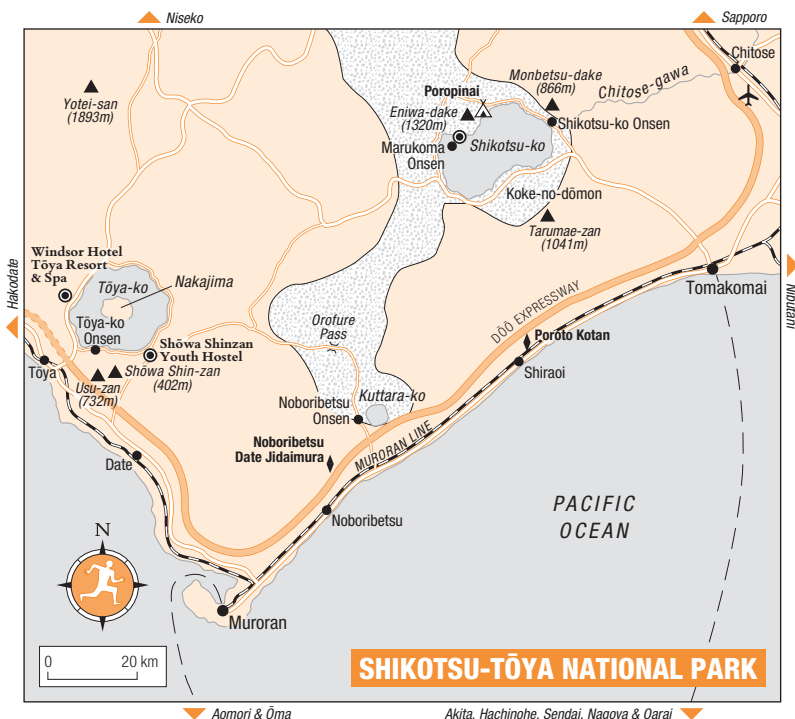 Niseko
Sapporo
Chitose
Monbetsu-dake
(866m)
Chitose-gawa
Yotei-san
(1893m)
Poropinai
Eniwa-dake
(1320m)
Shikotsu-ko Onsen
Marukoma
Onsen
Shikotsu-ko
Koke-no-dōmon
Tarumae-zan
(1041m)
Windsor Hotel
Tōya Resort
& Spa
Tōya-ko
Nakajima
Hakodate
Nibutani
Tomakomai
Tōya-ko
Onsen
Orofure
Pass
DŌŌ EXPRESSWAY
Poroto Kotan
Shōwa Shinzan
Youth Hostel
Tōya
Usu-zan
(732m)
Shōwa Shin-zan
(402m)
Shiraoi
Kuttara-ko
Noboribetsu
Onsen
MURORAN LINE
Noboribetsu
Date Jidaimura
Date
Noboribetsu
PACIFIC
OCEAN
N
Muroran
0 20 km
SHIKOTSU-TŌYA NATIONAL PARK
Aomori & Ōma
Akita, Hachinohe, Sendai, Nagoya & Oarai